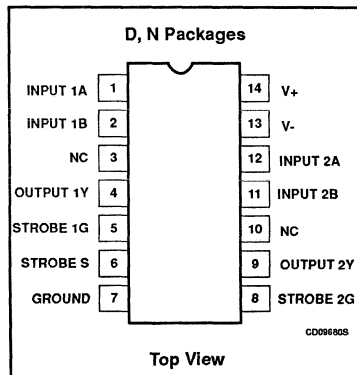 D, N Packages
INPUT 1A 1 14 V+
INPUT 1B 2 13 V-
NC 3 12 INPUT 2A
OUTPUT 1Y 4 11 INPUT 2B
STROBE 1G 5 10 NC
STROBE S 6 9 OUTPUT 2Y
GROUND 7 8 STROBE 2G
CD09680S
Top View